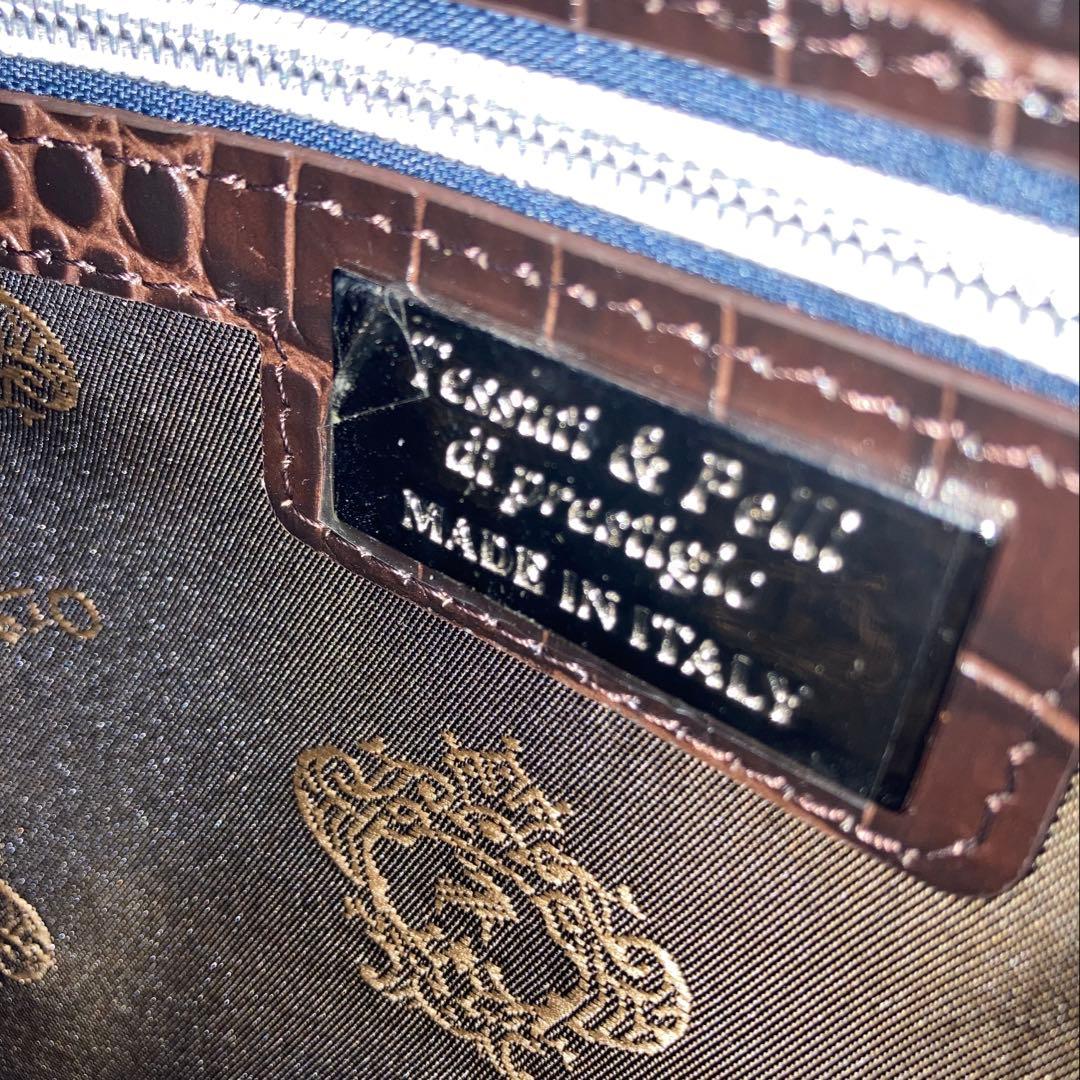 Tessuti & Pelli
di prestigio
MADE IN ITALY